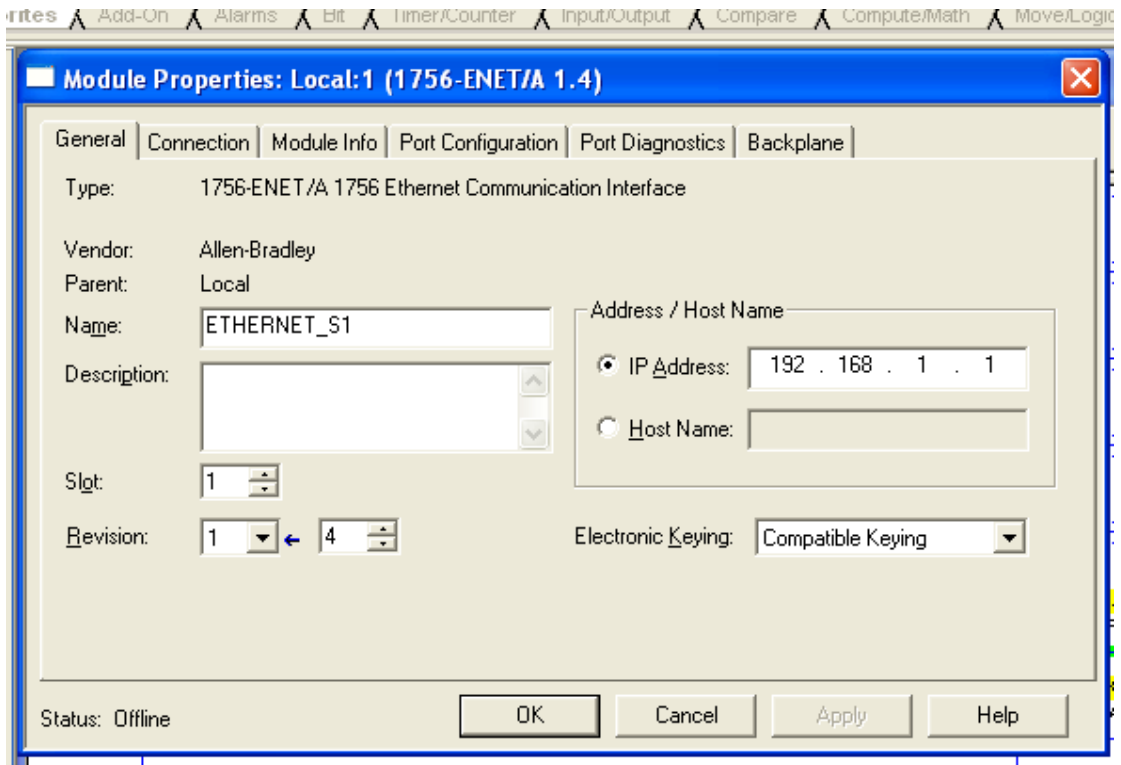 Add-On Alarms Bit Timer/Counter Input/Output Compare Compute/Math
Module Properties: Local:1 (1756-ENET/A 1.4)
General Connection Module Info Port Configuration Port Diagnostics Backplane
Type: 1756-ENET/A 1756 Ethernet Communication Interface
Vendor: Allen-Bradley
Parent: Local
Name: ETHERNET_S1
Address / Host Name
Description:
IP Address: 192 . 168 . 1 . 1
Host Name:
Slot: 1
Revision: 1 4
Electronic Keying: Compatible Keying
Status: Offline
OK Cancel Apply Help